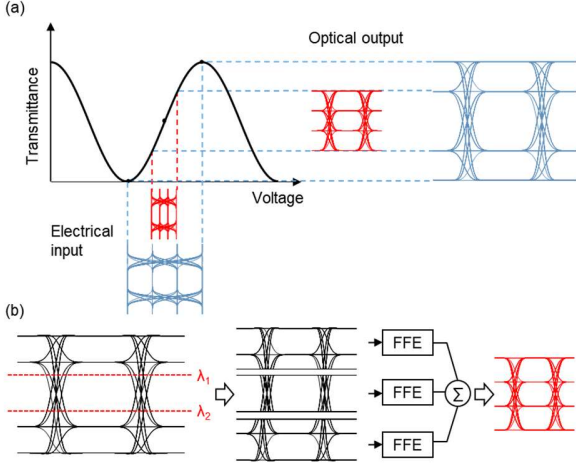 (a)
Optical output
Transmittance
Voltage
Electrical
input
(b)
λ1
λ2
FFE
FFE
FFE
Σ